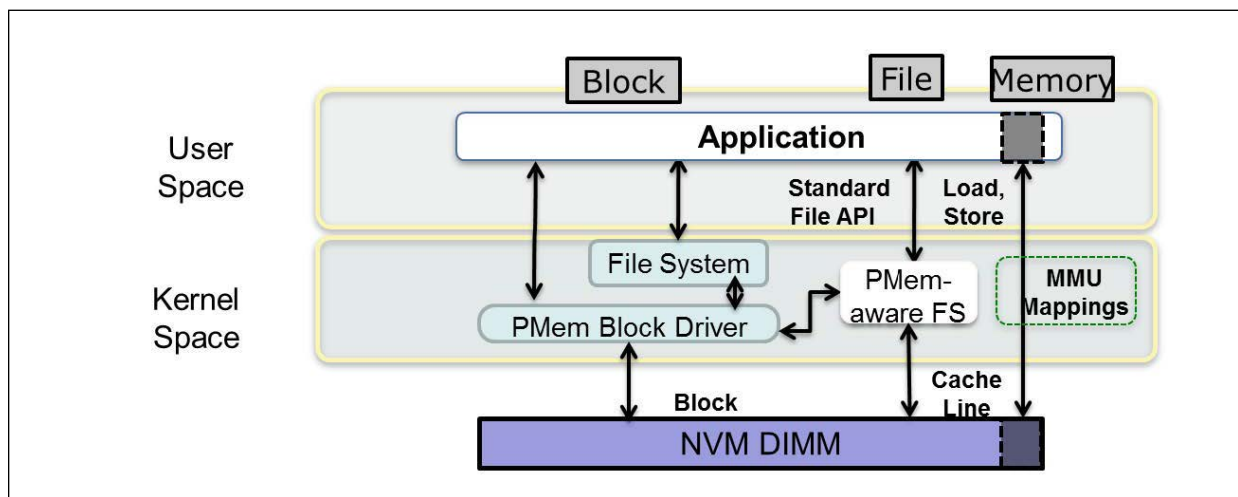 Block
File
Memory
Application
User
Space
Standard
File API
Load,
Store
File System
PMem Block Driver
PMem-
aware FS
MMU
Mappings
Kernel
Space
Block
Cache
Line
NVM DIMM